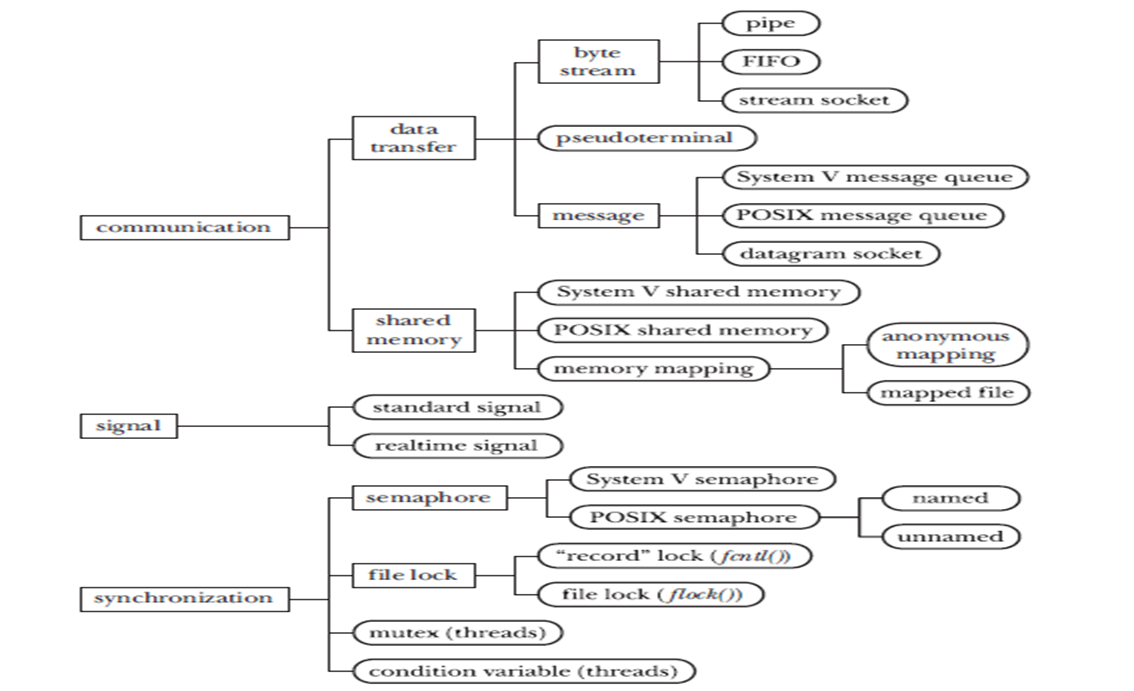 pipe
byte
stream
FIFO
stream socket
data
transfer
pseudoterminal
System V message queue
message
POSIX message queue
communication
datagram socket
System V shared memory
shared
memory
POSIX shared memory
anonymous
mapping
memory mapping
mapped file
signal
standard signal
realtime signal
semaphore
System V semaphore
POSIX semaphore
named
unnamed
"record" lock (fcntl())
file lock
file lock (flock())
synchronization
mutex (threads)
condition variable (threads)